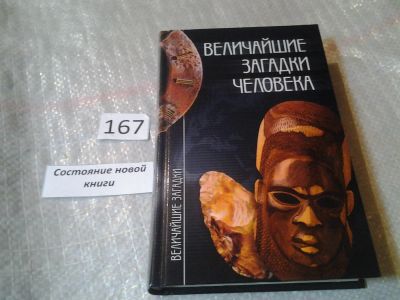 ВЕЛИЧАЙШИЕ
ЗАГАДКИ
ЧЕЛОВЕКА
167
Состояние новой
книги
ВЕЛИЧАЙШИЕ ЗАГАДКИ